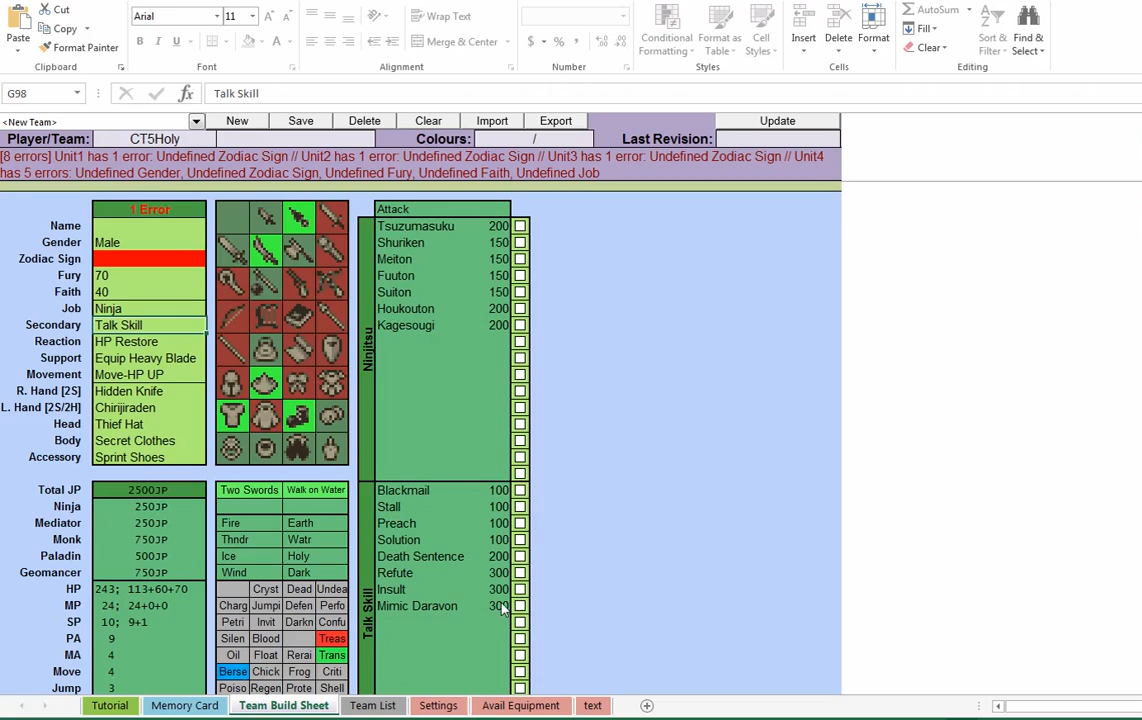 Cut
Arial 11 A A
Wrap Text
AutoSum
Copy
Fill
Paste
Format Painter
B I U
Merge & Center
$ % ,
Conditional Formatting
Format as Table
Cell Styles
Insert
Delete
Format
Clear
Sort & Filter
Find & Select
Clipboard
Font
Alignment
Number
Styles
Cells
Editing
G98 fx Talk Skill
<New Team> New Save Delete Clear Import Export Update
Player/Team: CT5Holy Colours: / Last Revision:
[8 errors] Unit1 has 1 error: Undefined Zodiac Sign // Unit2 has 1 error: Undefined Zodiac Sign // Unit3 has 1 error: Undefined Zodiac Sign // Unit4
has 5 errors: Undefined Gender, Undefined Zodiac Sign, Undefined Fury, Undefined Faith, Undefined Job
1 Error
Name
Gender Male
Zodiac Sign
Fury 70
Faith 40
Job Ninja
Secondary Talk Skill
Reaction HP Restore
Support Equip Heavy Blade
Movement Move-HP UP
R. Hand [2S] Hidden Knife
L. Hand [2S/2H] Chirijiraden
Head Thief Hat
Body Secret Clothes
Accessory Sprint Shoes
Attack
Ninjitsu
Tsuzumasuku 200
Shuriken 150
Meiton 150
Fuuton 150
Suiton 150
Houkouton 200
Kagesougi 200
Total JP 2500JP
Ninja 250JP
Mediator 250JP
Monk 750JP
Paladin 500JP
Geomancer 750JP
HP 243; 113+60+70
MP 24; 24+0+0
SP 10; 9+1
PA 9
MA 4
Move 4
Jump 3
Two Swords Walk on Water
Fire Earth
Thndr Watr
Ice Holy
Wind Dark
Cryst Dead Undea
Charg Jumpi Defen Perfo
Petri Invit Darkn Confu
Silen Blood Treas
Oil Float Rerai Trans
Berse Chick Frog Criti
Poiso Regen Prote Shell
Talk Skill
Blackmail 100
Stall 100
Preach 100
Solution 100
Death Sentence 200
Refute 300
Insult 300
Mimic Daravon 300
Tutorial Memory Card Team Build Sheet Team List Settings Avail Equipment text